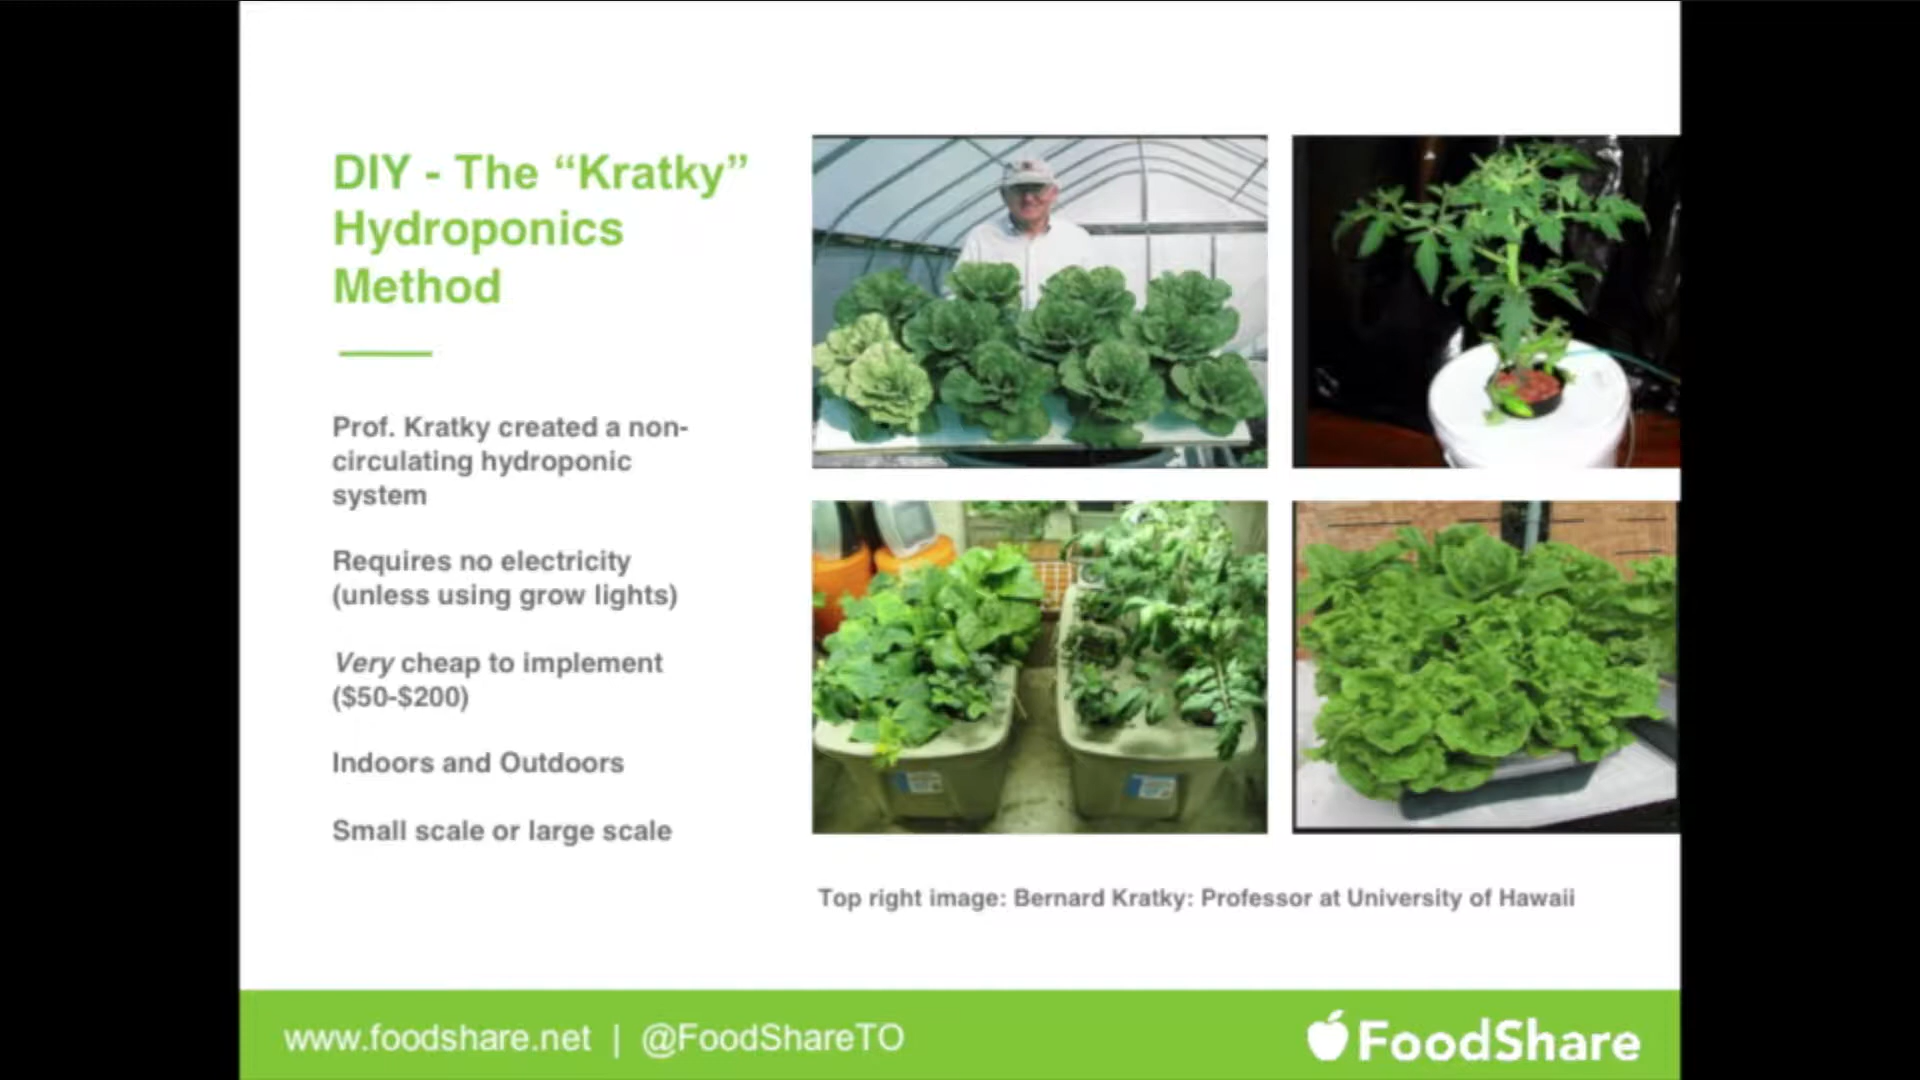 DIY - The “Kratky”
Hydroponics
Method
Prof. Kratky created a non-
circulating hydroponic
system
Requires no electricity
(unless using grow lights)
Very cheap to implement
($50-$200)
Indoors and Outdoors
Small scale or large scale
Top right image: Bernard Kratky: Professor at University of Hawaii
www.foodshare.net | @FoodShareTO
FoodShare